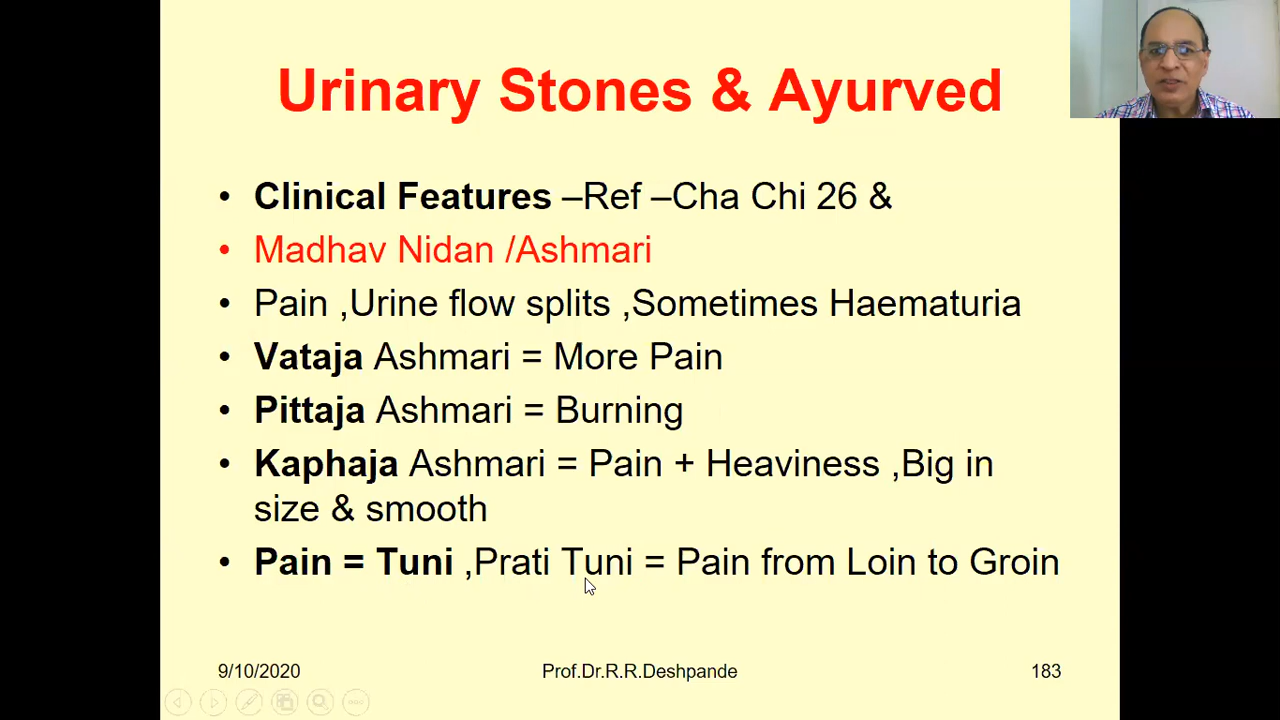 Urinary Stones & Ayurved
• Clinical Features –Ref –Cha Chi 26 &
• Madhav Nidan /Ashmari
• Pain ,Urine flow splits ,Sometimes Haematuria
• Vataja Ashmari = More Pain
• Pittaja Ashmari = Burning
• Kaphaja Ashmari = Pain + Heaviness ,Big in
size & smooth
• Pain = Tuni ,Prati Tuni = Pain from Loin to Groin
9/10/2020 Prof.Dr.R.R.Deshpande 183